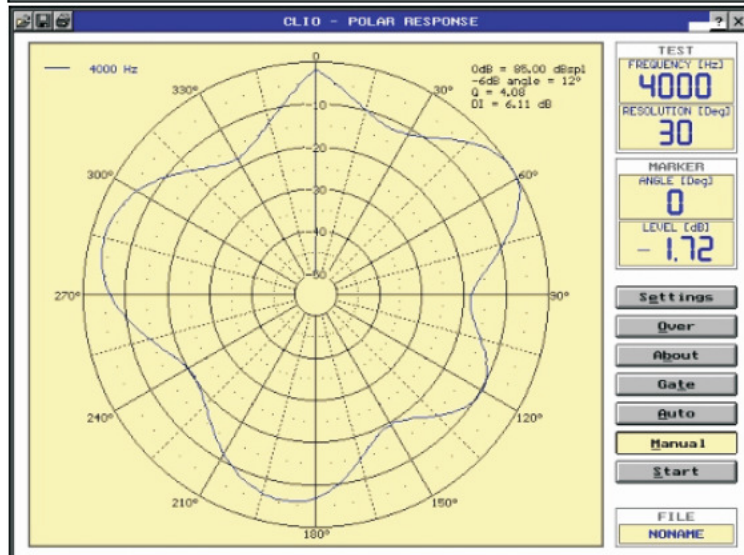 CLIO - POLAR RESPONSE
? X
4000 Hz
0dB = 85.00 dBspl
-6dB angle = 12°
Q = 4.08
DI = 6.11 dB
0
-10
-20
-30
-40
-50
30°
60°
90°
120°
150°
180°
210°
240°
270°
300°
330°
TEST
FREQUENCY [Hz]
4000
RESOLUTION [Deg]
30
MARKER
ANGLE [Deg]
0
LEVEL [dB]
- 1.72
Settings
Over
About
Gate
Auto
Manual
Start
FILE
NONAME